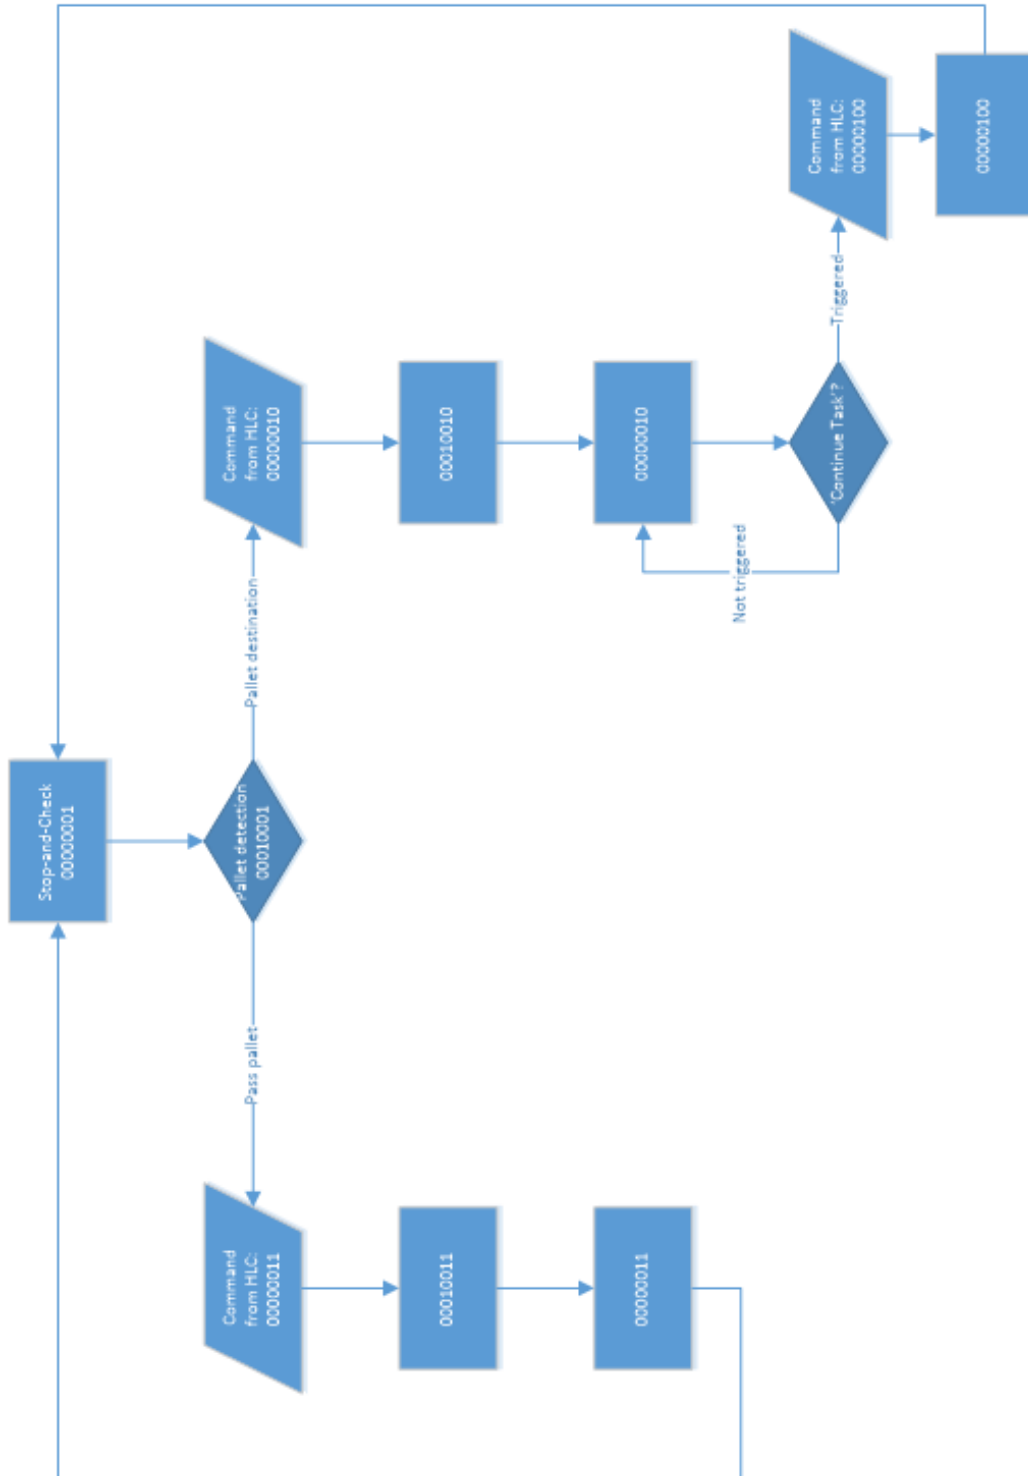 Stop-and-Check
00000001
Pallet detection
00010001
Pass pallet
Pallet destination
Command
from HLC:
00000011
00010011
00000011
Command
from HLC:
00000010
00010010
00000010
'Continue Task'?
Not triggered
Triggered
Command
from HLC:
00000100
00000100